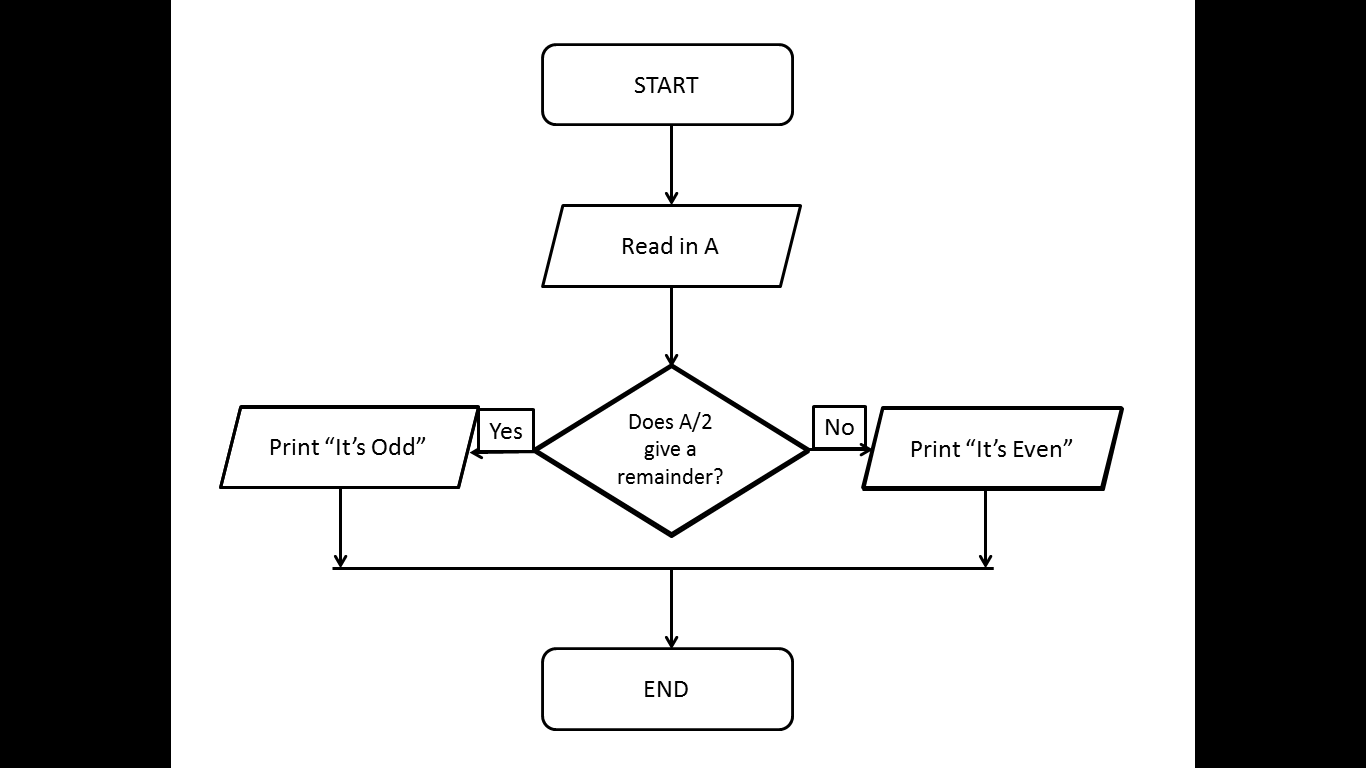 START
Read in A
Does A/2
give a
remainder?
Yes
No
Print “It’s Odd”
Print “It’s Even”
END